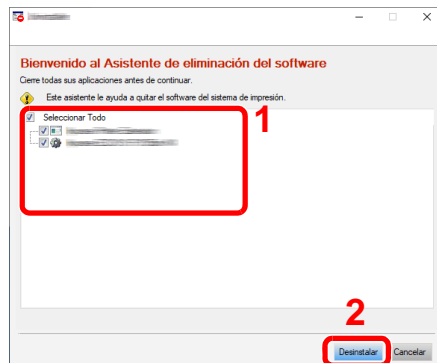 Bienvenido al Asistente de eliminación del software
Cierre todas sus aplicaciones antes de continuar.
Este asistente le ayuda a quitar el software del sistema de impresión.
Seleccionar Todo
1
2
Desinstalar
Cancelar